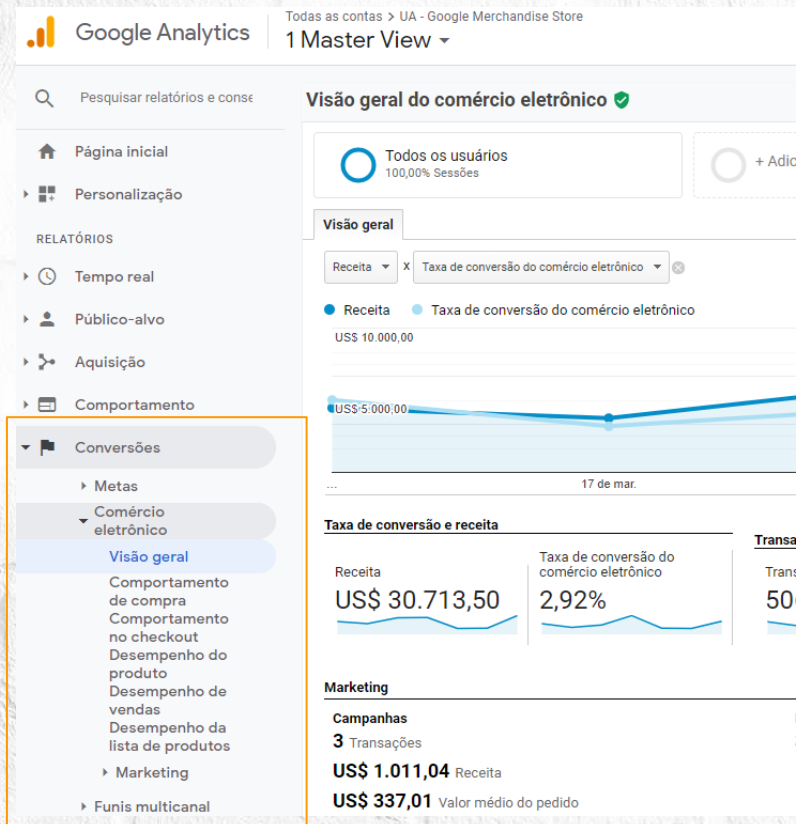 Google Analytics
Todas as contas > UA - Google Merchandise Store
1 Master View
Pesquisar relatórios e conse
Página inicial
Personalização
RELATÓRIOS
Tempo real
Público-alvo
Aquisição
Comportamento
Conversões
Metas
Comércio
eletrônico
Visão geral
Comportamento
de compra
Comportamento
no checkout
Desempenho do
produto
Desempenho de
vendas
Desempenho da
lista de produtos
Marketing
Funis multicanal
Visão geral do comércio eletrônico
Todos os usuários
100,00% Sessões
+ Adic
Visão geral
Receita x Taxa de conversão do comércio eletrônico
Receita Taxa de conversão do comércio eletrônico
US$ 10.000,00
US$ 5.000,00
... 17 de mar.
Taxa de conversão e receita
Receita
US$ 30.713,50
Taxa de conversão do
comércio eletrônico
2,92%
Transa
Trans
50
Marketing
Campanhas
3 Transações
US$ 1.011,04 Receita
US$ 337,01 Valor médio do pedido